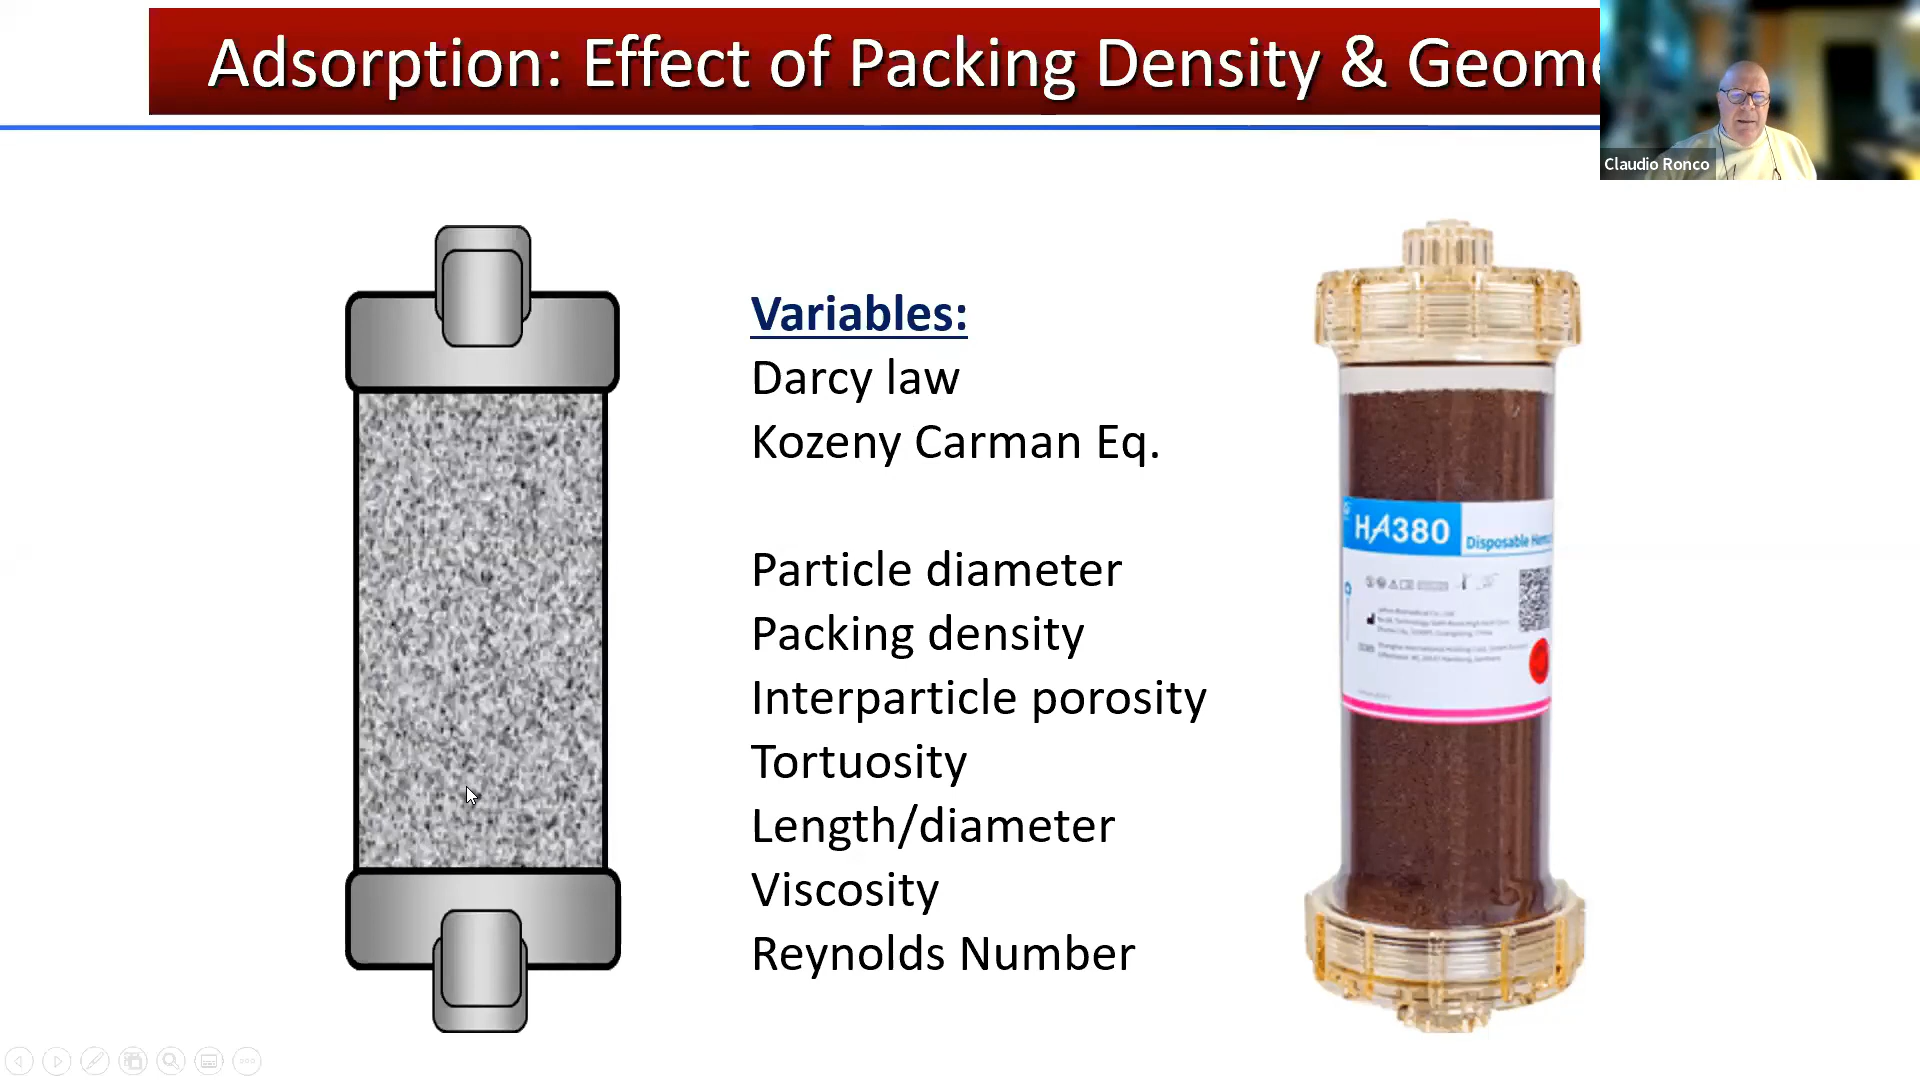 Adsorption: Effect of Packing Density & Geome
Claudio Ronco
Variables:
Darcy law
Kozeny Carman Eq.
Particle diameter
Packing density
Interparticle porosity
Tortuosity
Length/diameter
Viscosity
Reynolds Number
HA380
Disposable Hemo